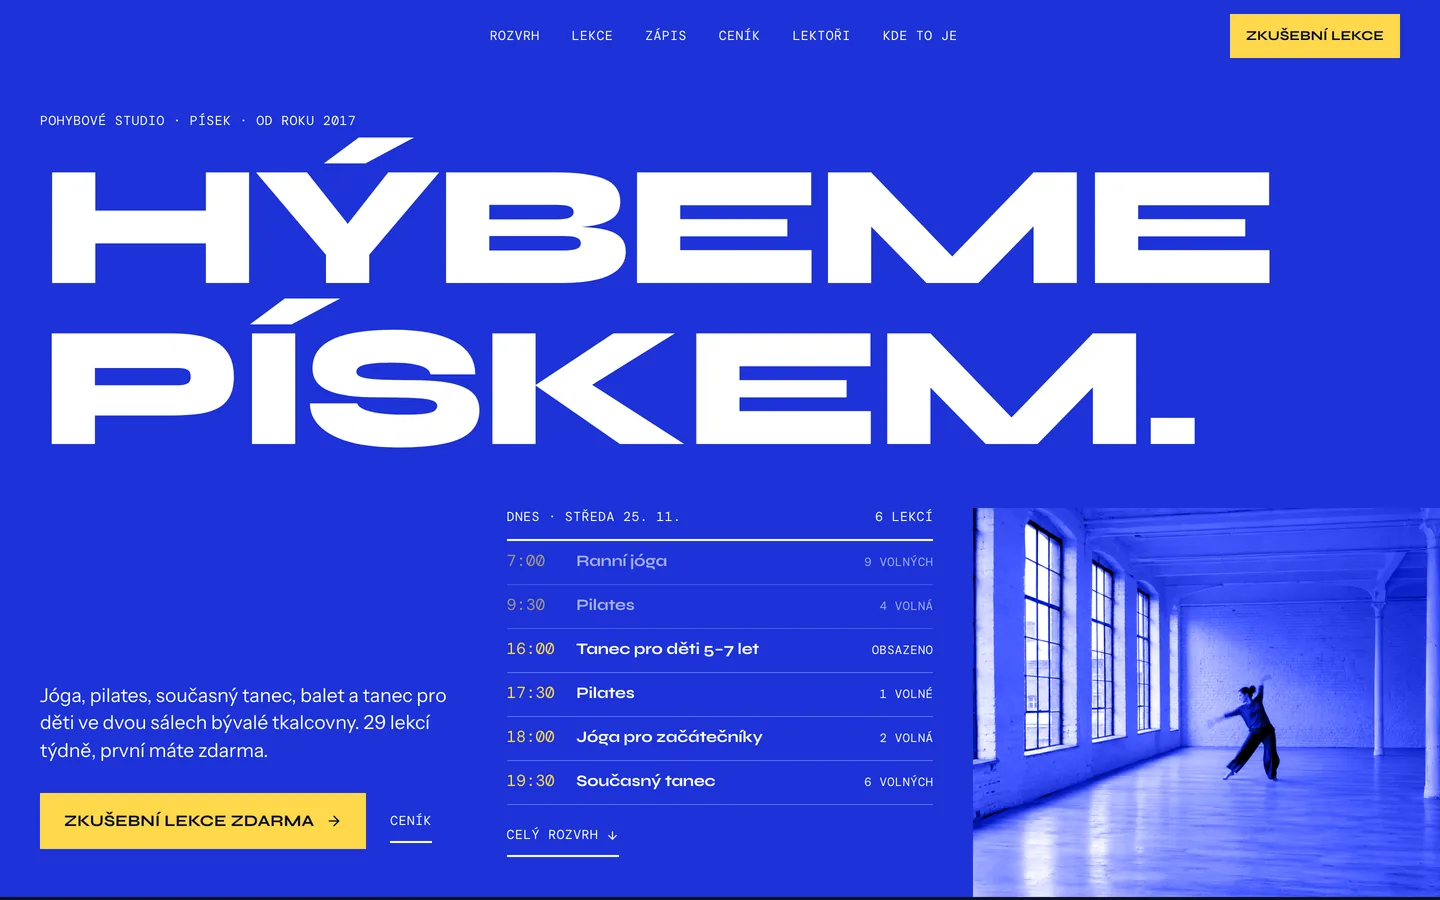 ROZVRH LEKCE ZÁPIS CENÍK LEKTOŘI KDE TO JE
ZKUŠEBNÍ LEKCE
POHYBOVÉ STUDIO · PÍSEK · OD ROKU 2017
HÝBEME
PÍSKEM.
Jóga, pilates, současný tanec, balet a tanec pro
děti ve dvou sálech bývalé tkalcovny. 29 lekcí
týdně, první máte zdarma.
ZKUŠEBNÍ LEKCE ZDARMA →
CENÍK
DNES · STŘEDA 25. 11. 6 LEKCÍ
7:00 Ranní jóga 9 VOLNÝCH
9:30 Pilates 4 VOLNÁ
16:00 Tanec pro děti 5–7 let OBSAZENO
17:30 Pilates 1 VOLNÉ
18:00 Jóga pro začátečníky 2 VOLNÁ
19:30 Současný tanec 6 VOLNÝCH
CELÝ ROZVRH ↓